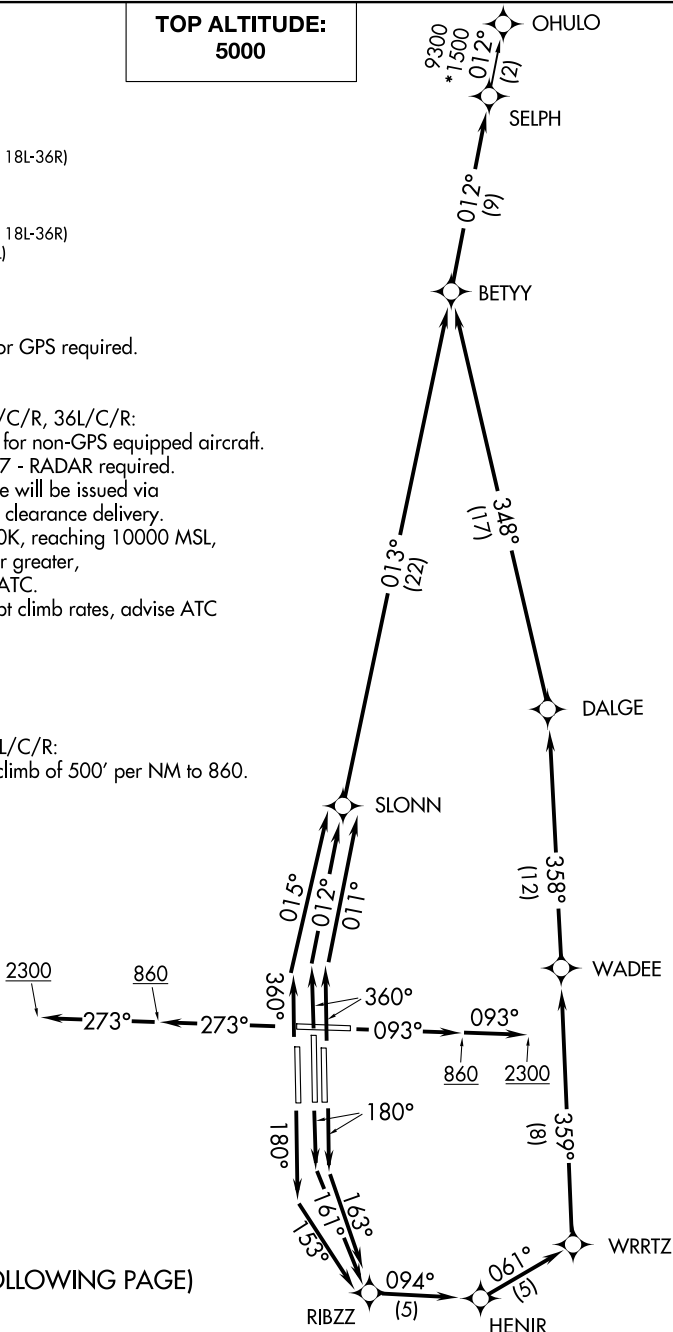 TOP ALTITUDE:
5000
OHULO
9300
*1500
012°
(2)
SELPH
18L-36R)
012°
(9)
18L-36R)
BETYY
or GPS required.
/C/R, 36L/C/R:
for non-GPS equipped aircraft.
7 - RADAR required.
e will be issued via
clearance delivery.
0K, reaching 10000 MSL,
r greater,
ATC.
pt climb rates, advise ATC
348°
(17)
013°
(22)
DALGE
L/C/R:
climb of 500' per NM to 860.
SLONN
015°
012°
011°
358°
(12)
WADEE
2300
860
360°
360°
273°
273°
093°
093°
860
2300
180°
180°
359°
(8)
153°
161°
163°
WRRTZ
OLLOWING PAGE)
094°
(5)
061°
(5)
RIBZZ
HENIR